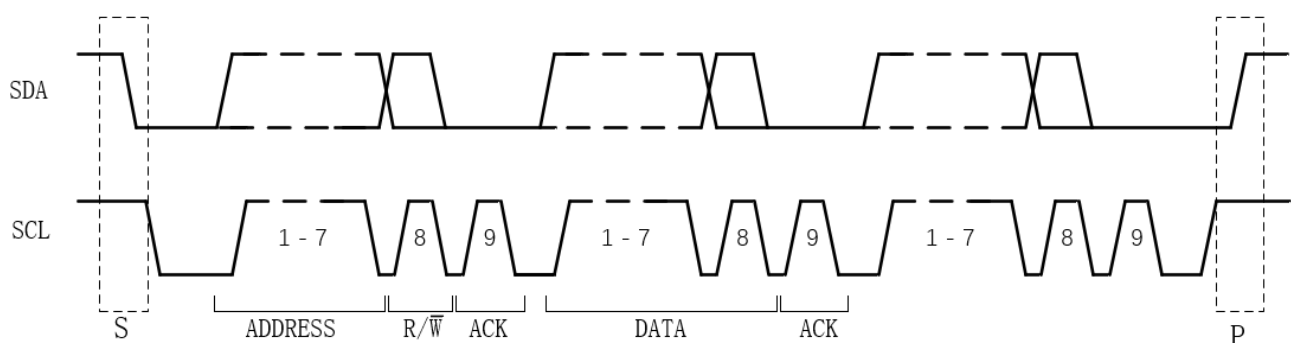 SDA
SCL
1-7 8 9 1-7 8 9 1-7 8 9
S ADDRESS R/W̅ ACK DATA ACK P